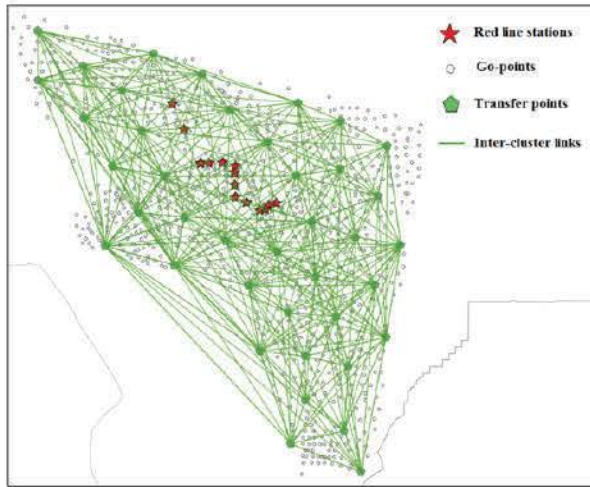 Red line stations
Go-points
Transfer points
Inter-cluster links